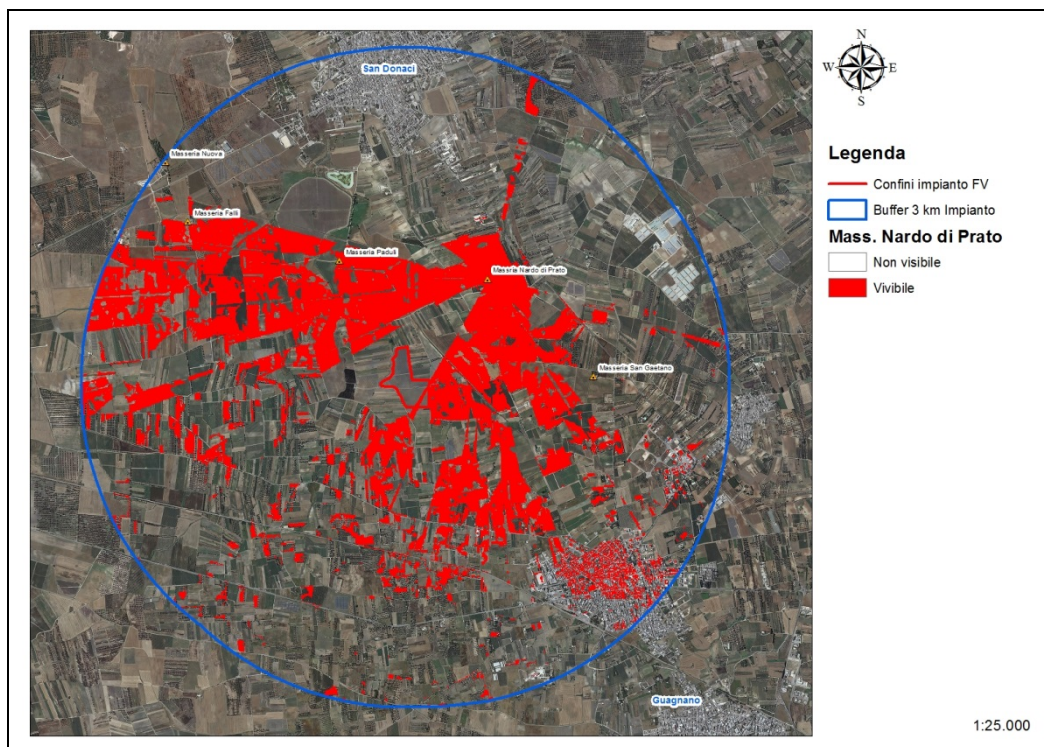 San Donaci
Masseria Nuova
Masseria Falli
Masseria Paduli
Massria Nardo di Prato
Masseria San Gaetano
Guagnano
N
W
E
S
Legenda
Confini impianto FV
Buffer 3 km Impianto
Mass. Nardo di Prato
Non visibile
Vivibile
1:25.000